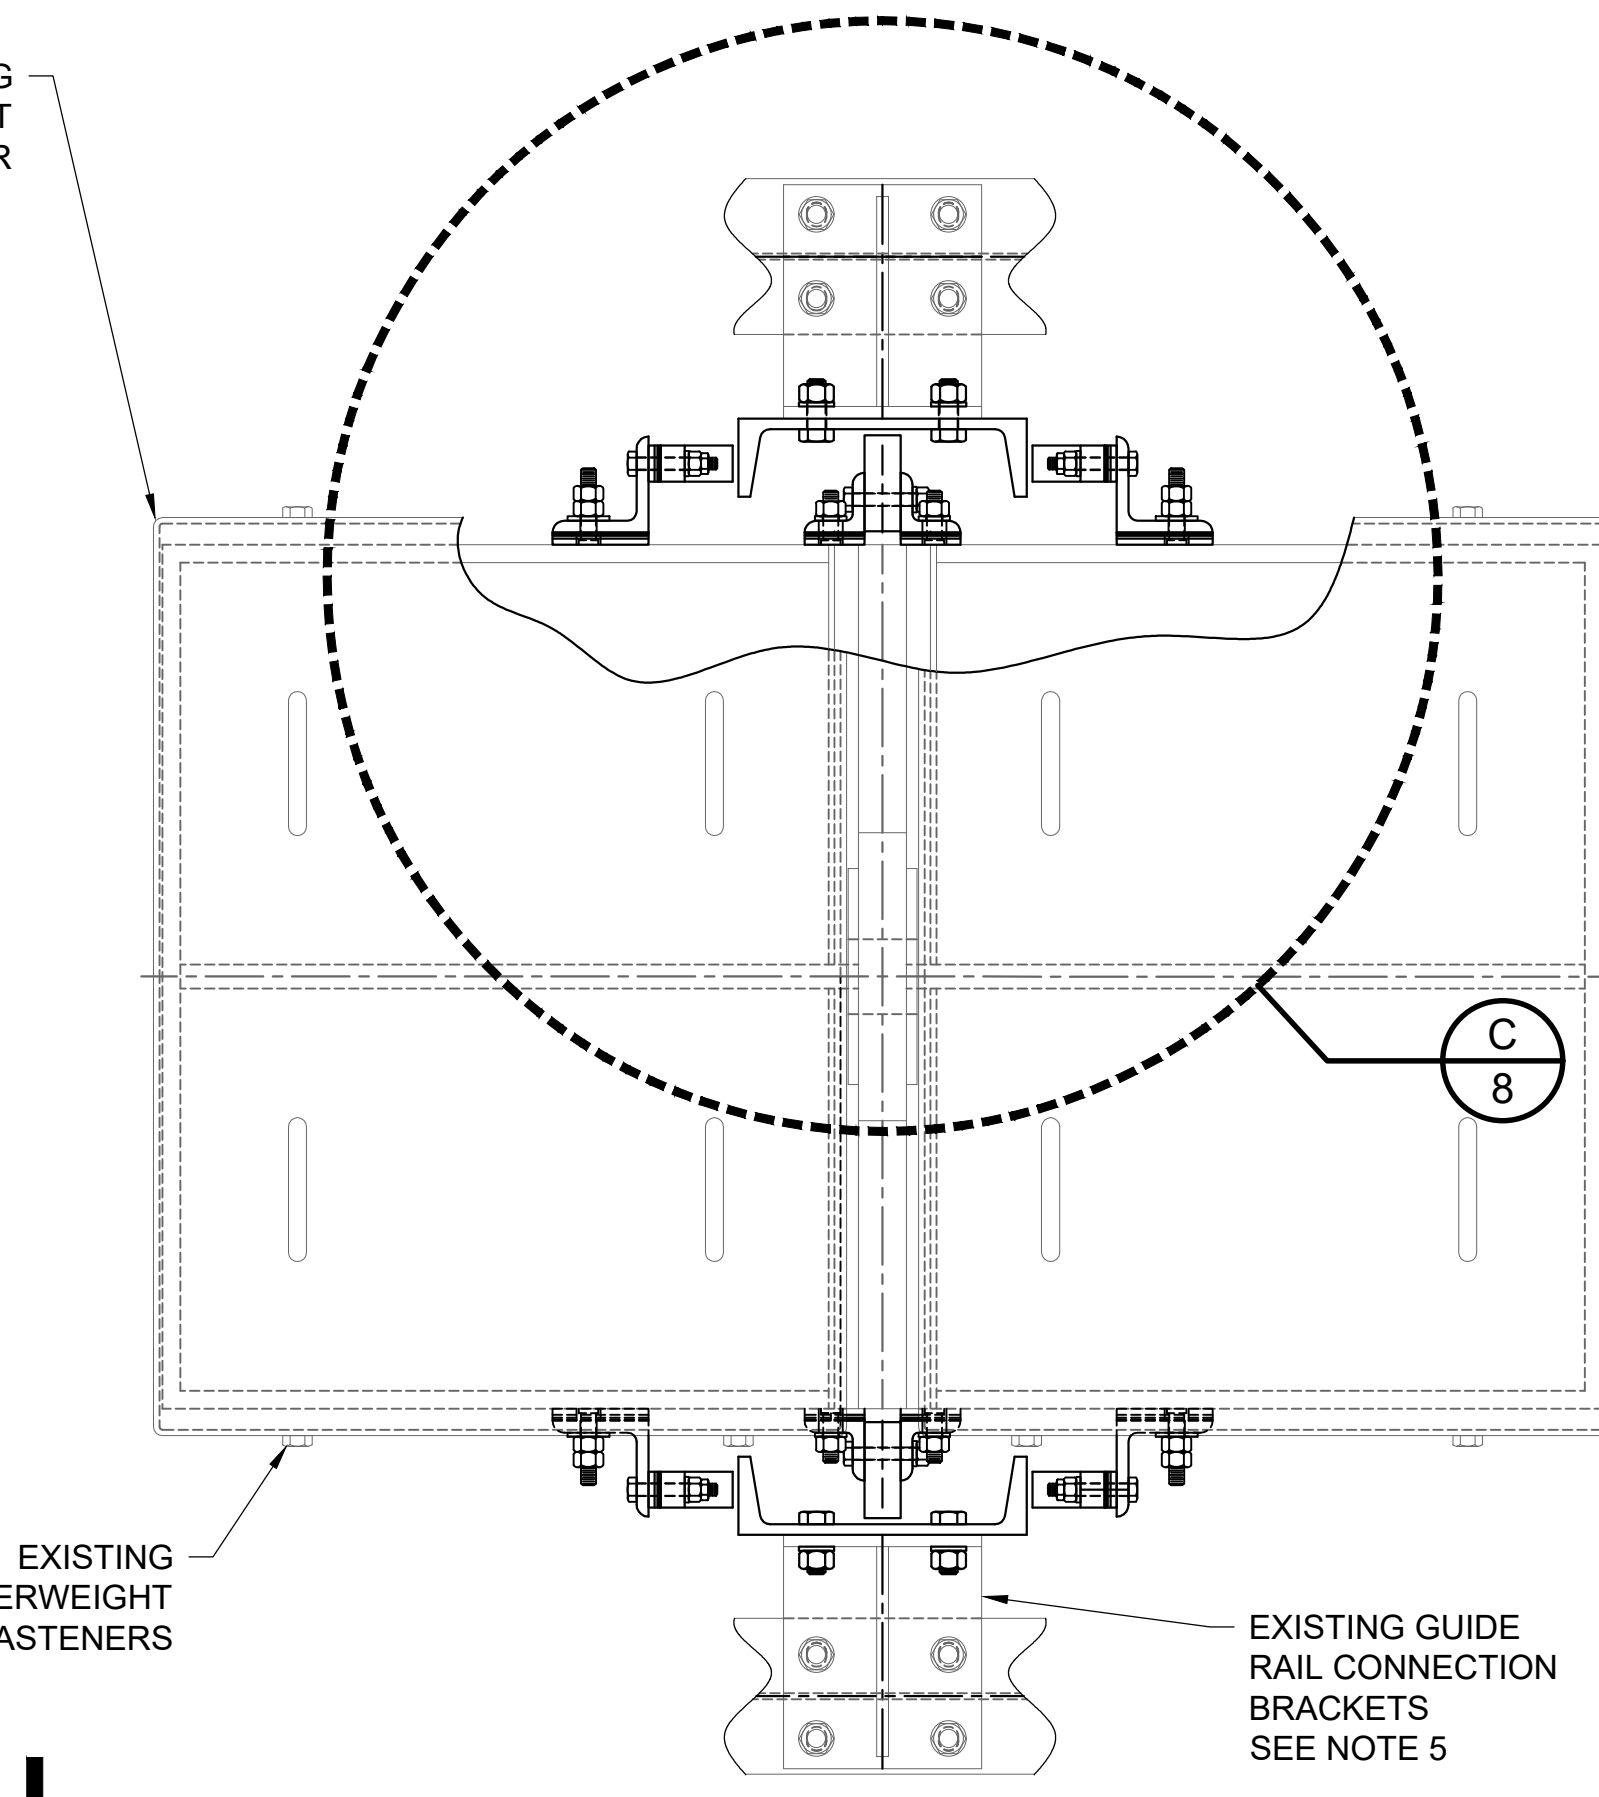 G
T
R
C
8
EXISTING
ERWEIGHT
ASTENERS
EXISTING GUIDE
RAIL CONNECTION
BRACKETS
SEE NOTE 5